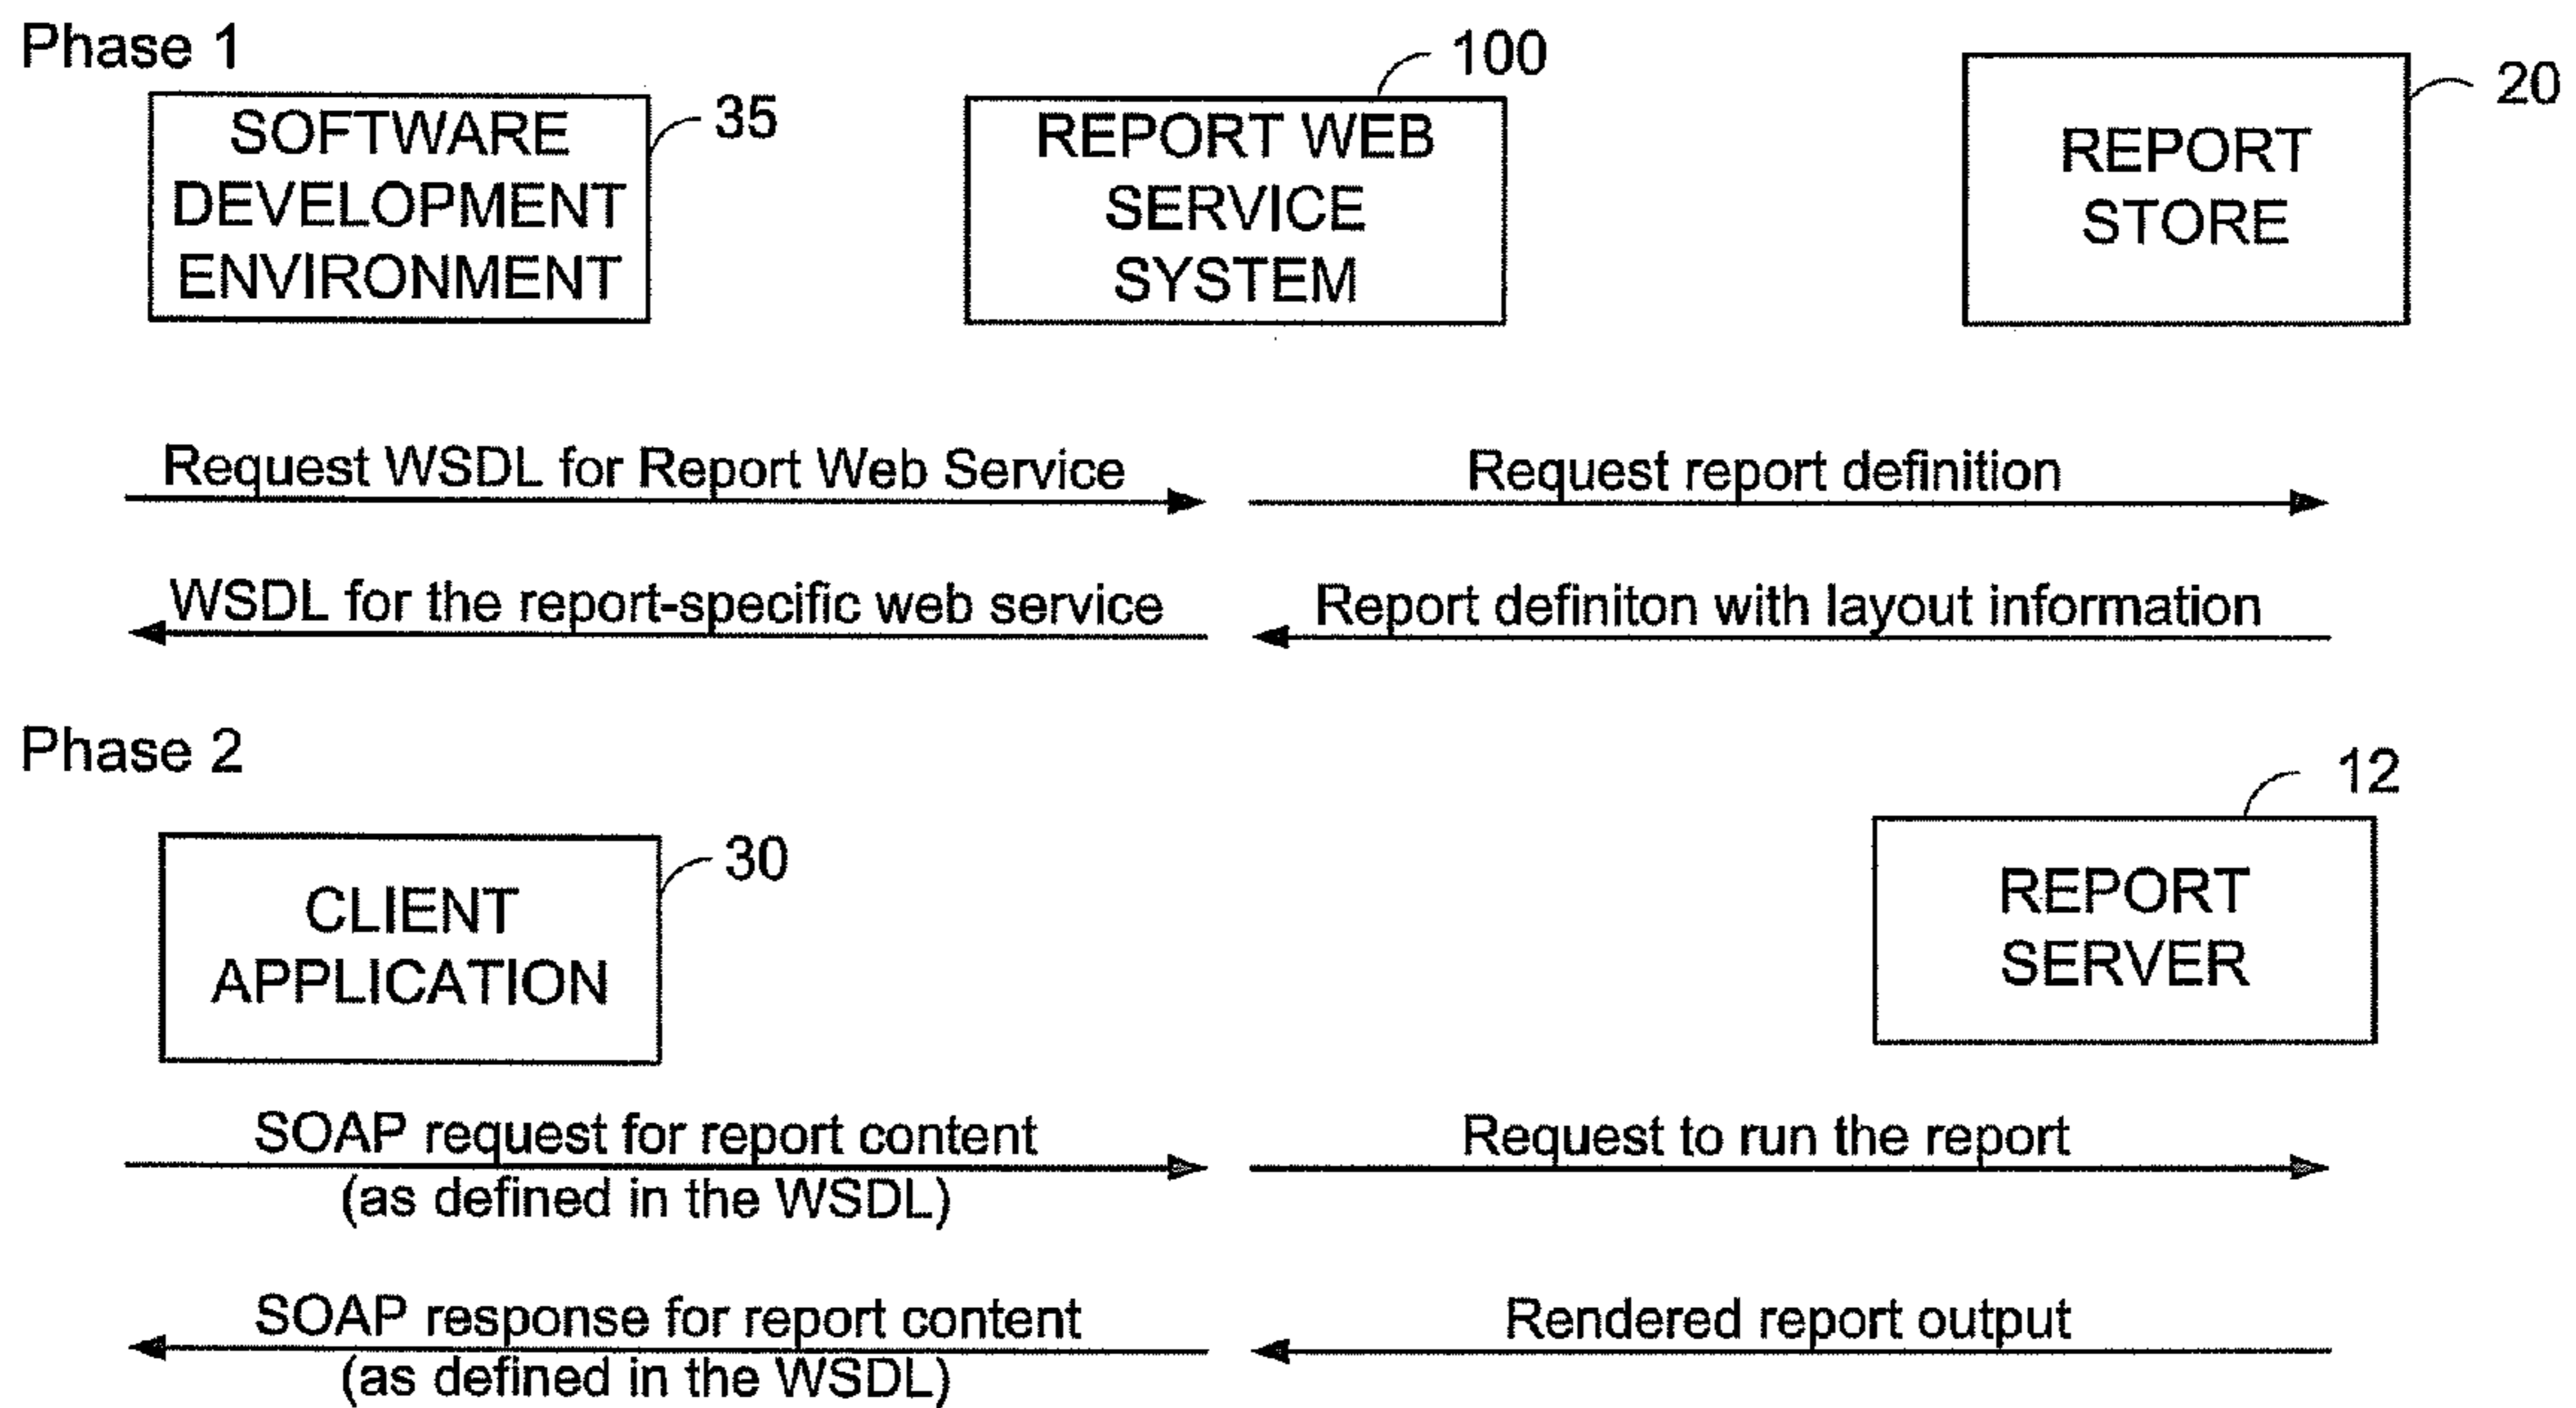 Phase 1
100
20
35
SOFTWARE
DEVELOPMENT
ENVIRONMENT
REPORT WEB
SERVICE
SYSTEM
REPORT
STORE
Request WSDL for Report Web Service
Request report definition
WSDL for the report-specific web service
Report definiton with layout information
Phase 2
12
30
CLIENT
APPLICATION
REPORT
SERVER
SOAP request for report content
(as defined in the WSDL)
Request to run the report
SOAP response for report content
(as defined in the WSDL)
Rendered report output